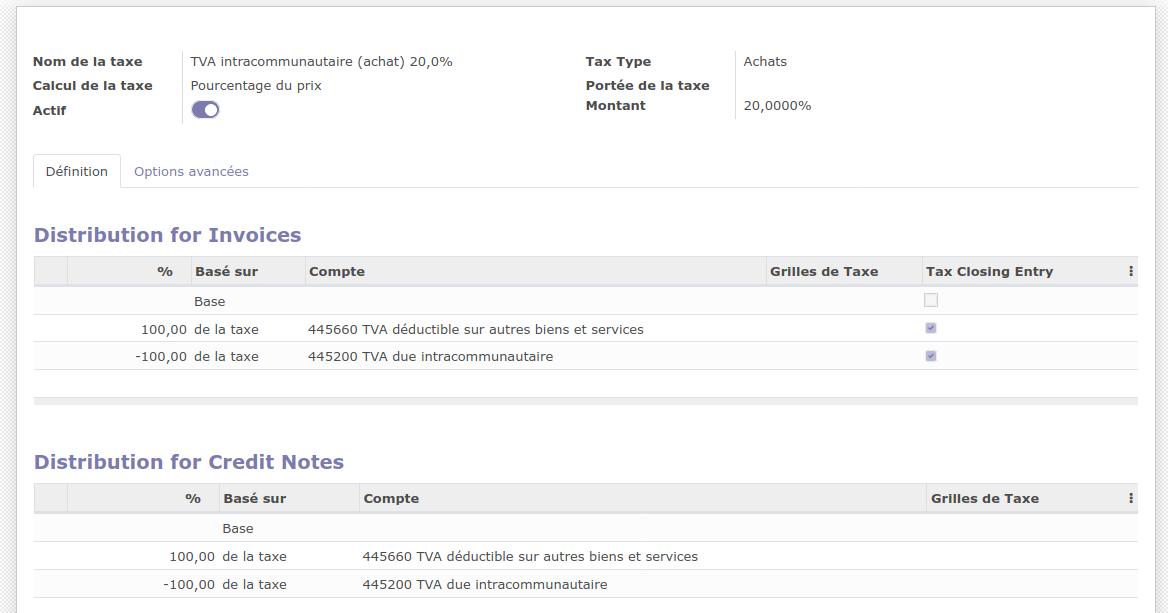 Nom de la taxe TVA intracommunautaire (achat) 20,0% Tax Type Achats
Calcul de la taxe Pourcentage du prix Portée de la taxe
Actif Montant 20,0000%
Définition Options avancées
Distribution for Invoices
% Basé sur Compte Grilles de Taxe Tax Closing Entry
Base
100,00 de la taxe 445660 TVA déductible sur autres biens et services
-100,00 de la taxe 445200 TVA due intracommunautaire
Distribution for Credit Notes
% Basé sur Compte Grilles de Taxe
Base
100,00 de la taxe 445660 TVA déductible sur autres biens et services
-100,00 de la taxe 445200 TVA due intracommunautaire